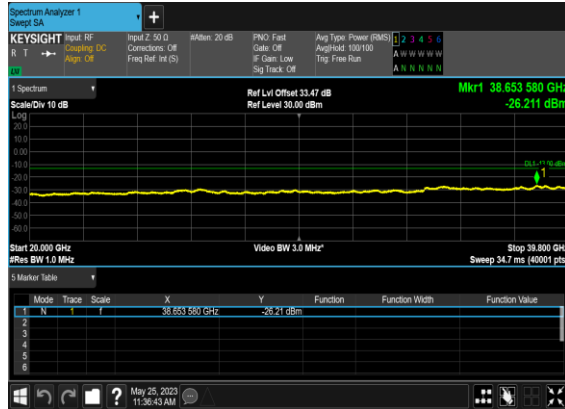 Spectrum Analyzer 1
Swept SA
+
KEYSIGHT Input: RF Input Z: 50 Ω #Atten: 20 dB PNO: Fast Avg Type: Power (RMS) 1 2 3 4 5 6
R T Coupling: DC Corrections: Off Gate: Off Avg|Hold: 100/100 A W W W W W
Align: Off Freq Ref: Int (S) IF Gain: Low Trig: Free Run
Sig Track: Off A N N N N N
1 Spectrum Ref Lvl Offset 33.47 dB Mkr1 38.653 580 GHz
Scale/Div 10 dB Ref Level 30.00 dBm -26.211 dBm
Log
20.0
10.0
0.00
-10.0 DL1 -13.00 dBm
-20.0 1
-30.0
-40.0
-50.0
-60.0
Start 20.000 GHz Video BW 3.0 MHz* Stop 39.800 GHz
#Res BW 1.0 MHz Sweep 34.7 ms (40001 pts)
5 Marker Table
Mode Trace Scale X Y Function Function Width Function Value
1 N 1 f 38.653 580 GHz -26.21 dBm
2
3
4
5
6
? May 25, 2023
11:36:43 AM